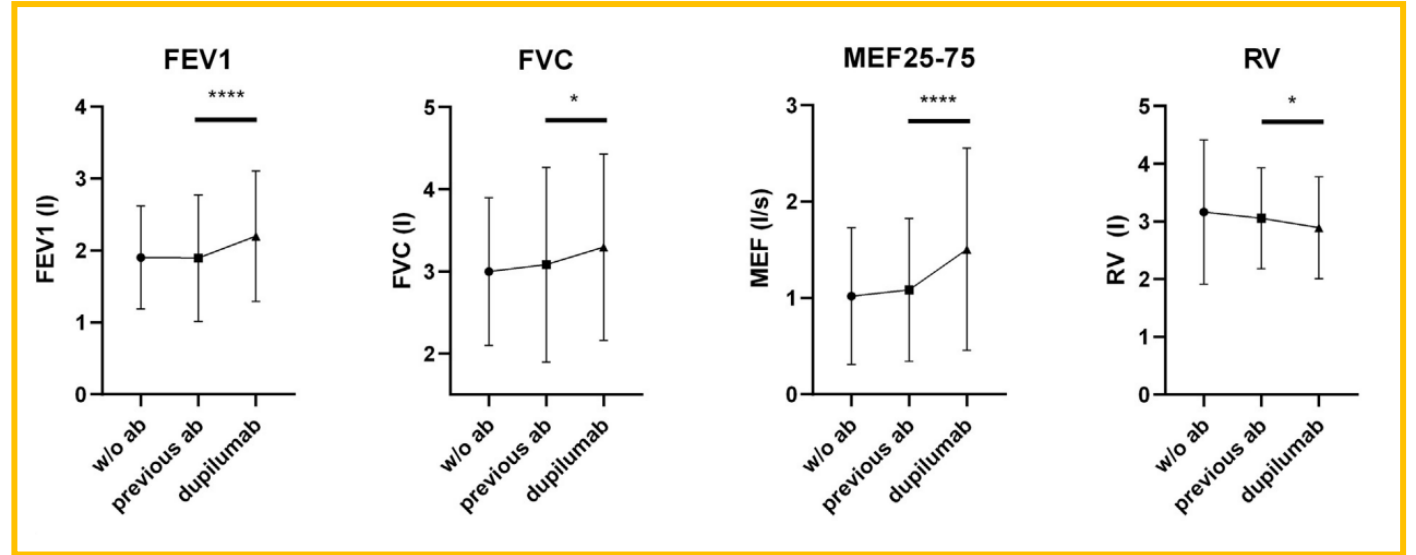 FEV1
****
FEV1 (l)
4
3
2
1
0
w/o ab
previous ab
dupilumab
FVC
*
FVC (l)
5
4
3
2
w/o ab
previous ab
dupilumab
MEF25-75
****
MEF (l/s)
3
2
1
0
w/o ab
previous ab
dupilumab
RV
*
RV (l)
5
4
3
2
1
0
w/o ab
previous ab
dupilumab